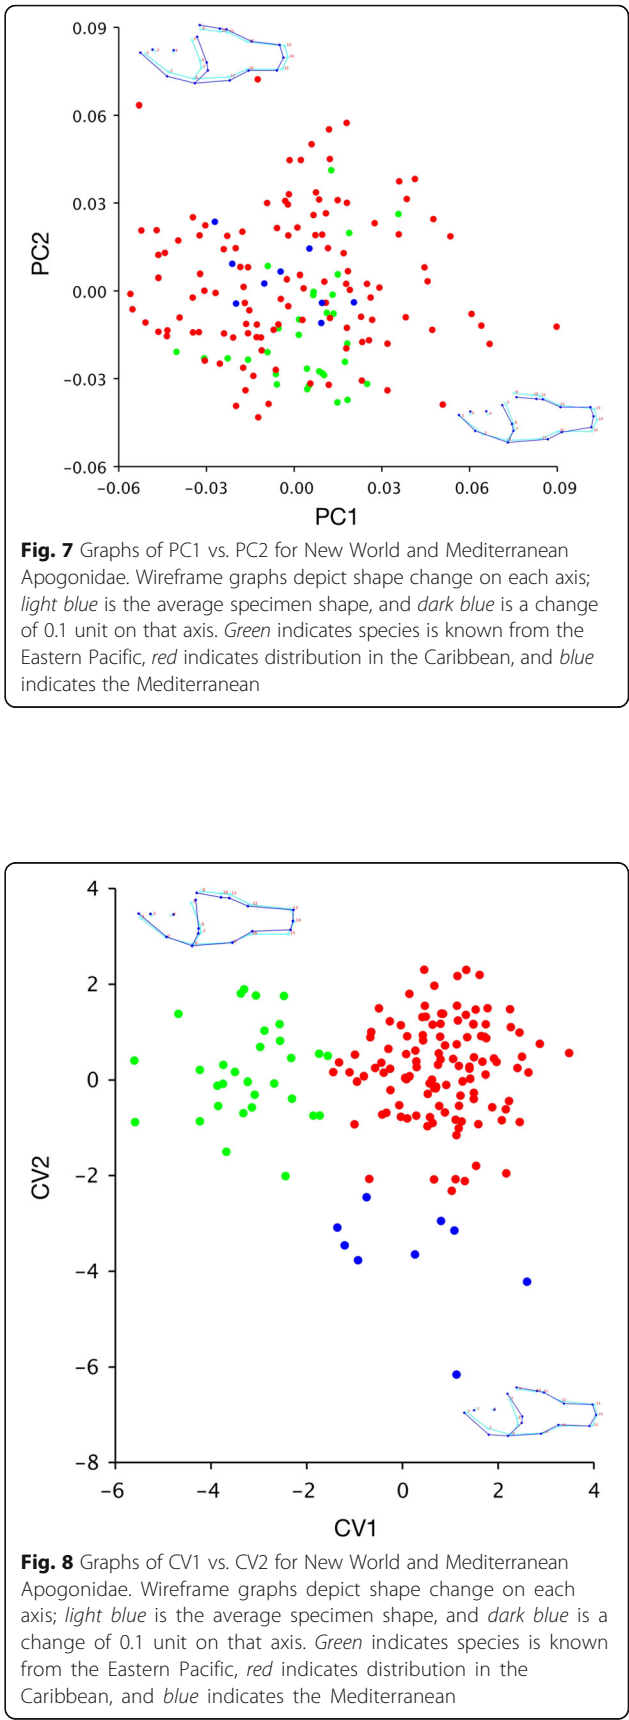 0.09
0.06
0.03
0.00
−0.03
−0.06
PC2
−0.06 −0.03 0.00 0.03 0.06 0.09
PC1
Fig. 7 Graphs of PC1 vs. PC2 for New World and Mediterranean
Apogonidae. Wireframe graphs depict shape change on each axis;
light blue is the average specimen shape, and dark blue is a change
of 0.1 unit on that axis. Green indicates species is known from the
Eastern Pacific, red indicates distribution in the Caribbean, and blue
indicates the Mediterranean
4
2
0
−2
−4
−6
−8
CV2
−6 −4 −2 0 2 4
CV1
Fig. 8 Graphs of CV1 vs. CV2 for New World and Mediterranean
Apogonidae. Wireframe graphs depict shape change on each
axis; light blue is the average specimen shape, and dark blue is a
change of 0.1 unit on that axis. Green indicates species is known
from the Eastern Pacific, red indicates distribution in the
Caribbean, and blue indicates the Mediterranean